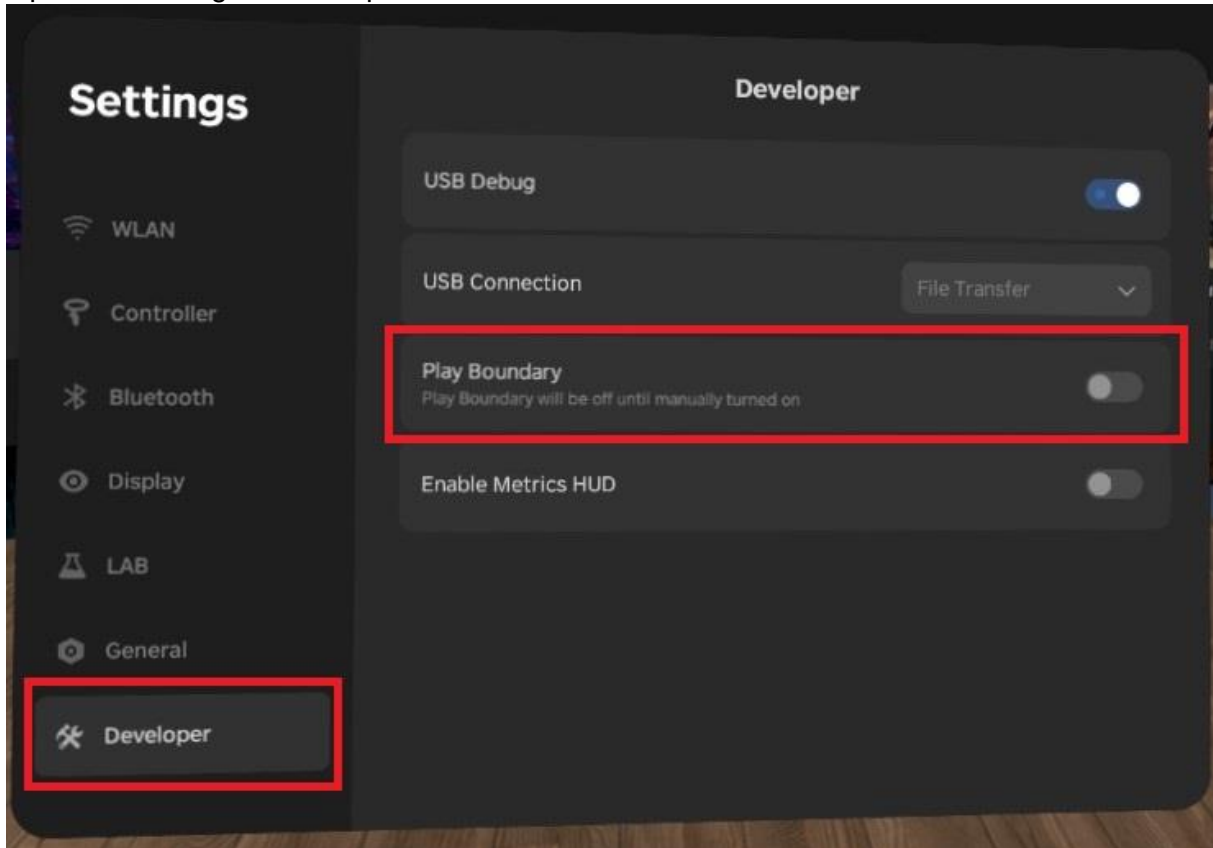 Settings
WLAN
Controller
Bluetooth
Display
LAB
General
Developer
Developer
USB Debug
USB Connection
File Transfer
Play Boundary
Play Boundary will be off until manually turned on
Enable Metrics HUD